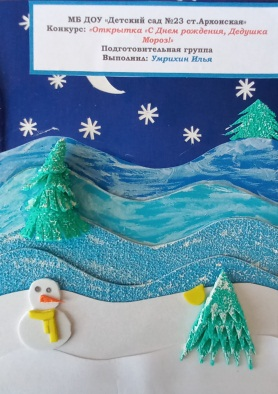 МБ ДОУ «Детский сад №23 ст.Архонская»
Конкурс: «Открытка «С Днем рождения, Дедушка
Мороз!»
Подготовительная группа
Выполнил: Умрихин Илья